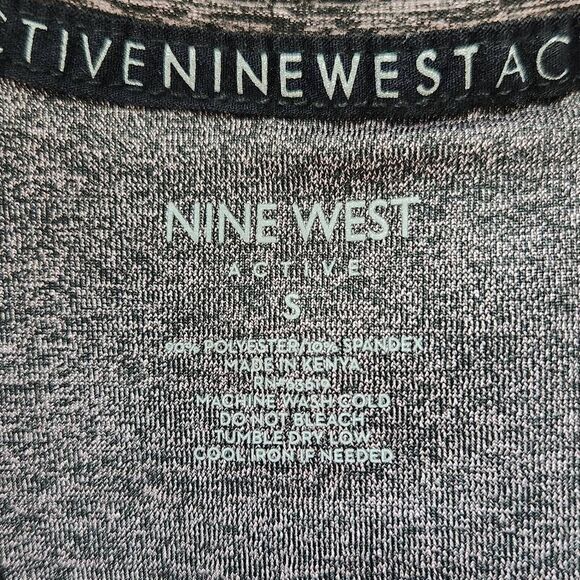 CTIVENINEWESTAC
NINE WEST
ACTIVE
S
90% POLYESTER/10% SPANDEX
MADE IN KENYA
MACHINE WASH COLD
DO NOT BLEACH
TUMBLE DRY LOW
COOL IRON IF NEEDED